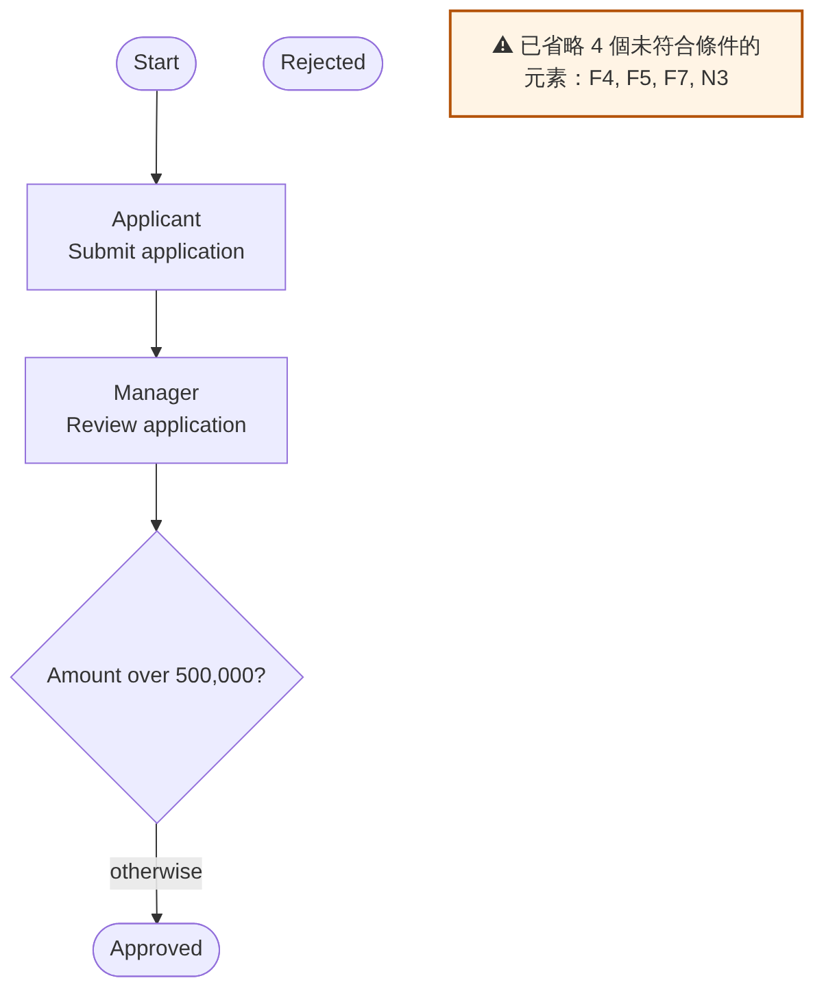 Start
Rejected
⚠ 已省略 4 個未符合條件的
元素：F4, F5, F7, N3
Applicant
Submit application
Manager
Review application
Amount over 500,000?
otherwise
Approved